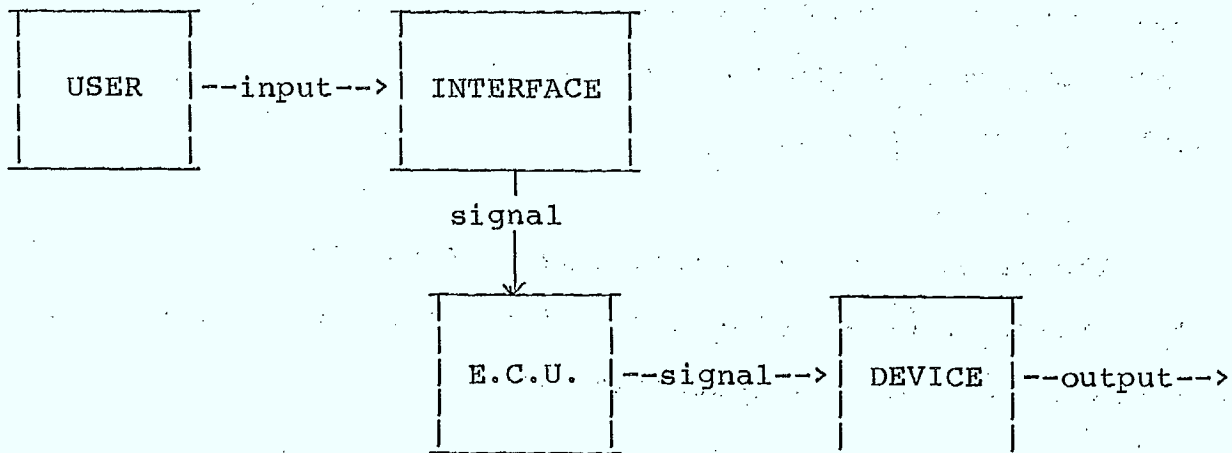 USER --input--> INTERFACE
signal
E.C.U. --signal--> DEVICE --output-->